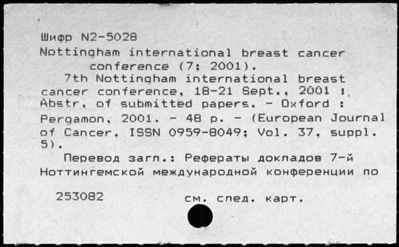 Шифр N2-5028
Nottingham international breast cancer
conference (7; 2001).
7th Nottingham international breast
cancer conference, 18-21 Sept., 2001 :
Abstr. of submitted papers. - Oxford :
Pergamon, 2001. - 48 p. - (European Journal
of Cancer, ISSN 0959-8049; Vol. 37, suppl.
5).
Перевод загл.: Рефераты докладов 7-й
Ноттингемской международной конференции по
253082 см. след. карт.